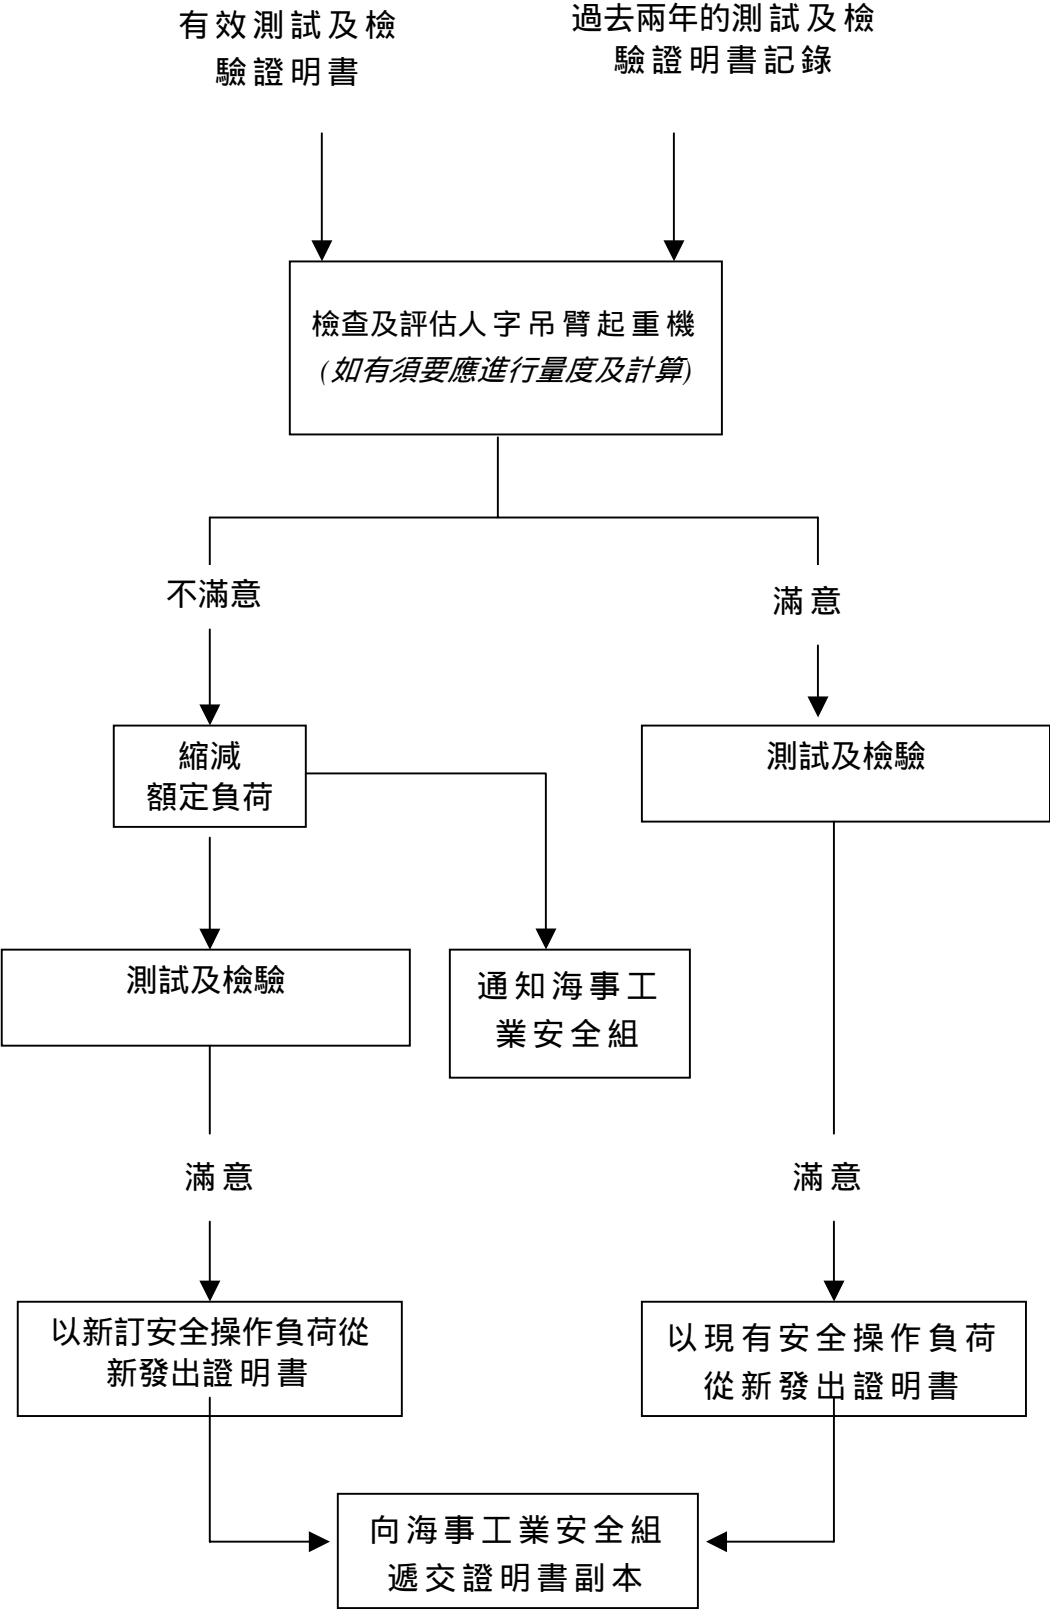 有效測試及檢
驗證明書
過去兩年的測試及檢
驗證明書記錄
檢查及評估人字吊臂起重機
(如有須要應進行量度及計算)
不滿意
滿意
縮減
額定負荷
測試及檢驗
測試及檢驗
通知海事工
業安全組
滿意
滿意
以新訂安全操作負荷從
新發出證明書
以現有安全操作負荷
從新發出證明書
向海事工業安全組
遞交證明書副本